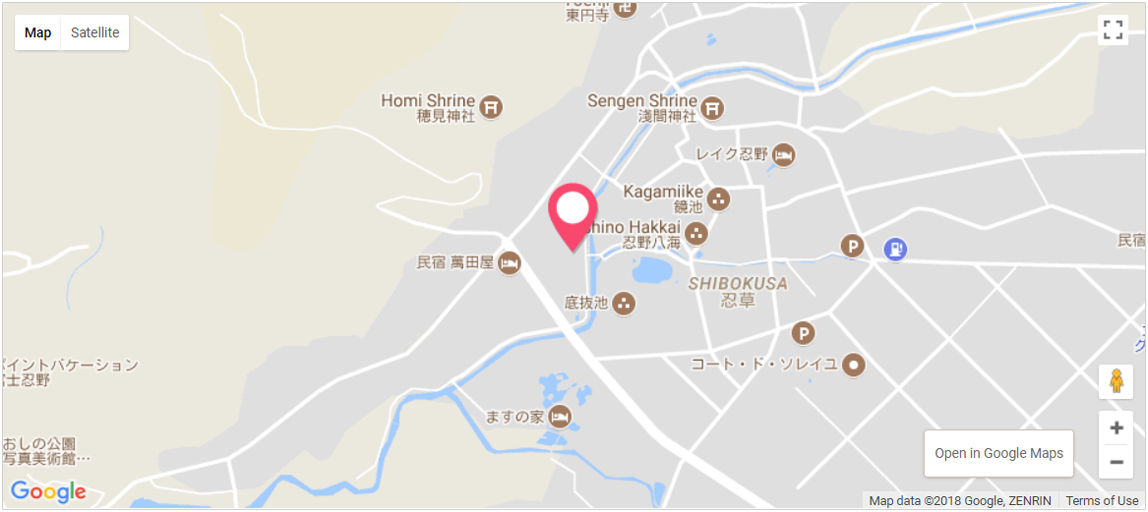 東円寺
Map
Satellite
Homi Shrine
穂見神社
Sengen Shrine
浅間神社
レイク忍野
Kagamiike
鏡池
hino Hakkai
忍野八海
P
民宿
民宿 萬田屋
SHIBOKUSA
忍草
底抜池
P
コート・ド・ソレイユ
ポイントバケーション
富士忍野
ますの家
おしの公園
写真美術館…
Open in Google Maps
Google
Map data ©2018 Google, ZENRIN
Terms of Use